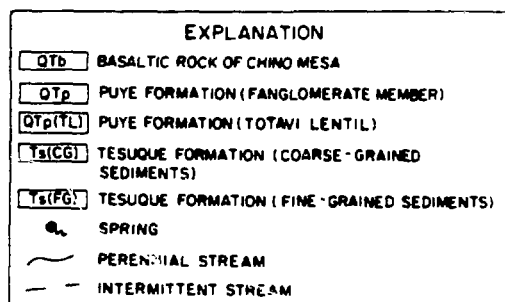 EXPLANATION
QTb BASALTIC ROCK OF CHINO MESA
QTp PUYE FORMATION (FANGLOMERATE MEMBER)
QTp(TL) PUYE FORMATION (TOTAVI LENTIL)
Ts(CG) TESUQUE FORMATION (COARSE-GRAINED
SEDIMENTS)
Ts(FG) TESUQUE FORMATION (FINE-GRAINED SEDIMENTS)
SPRING
PERENNIAL STREAM
INTERMITTENT STREAM